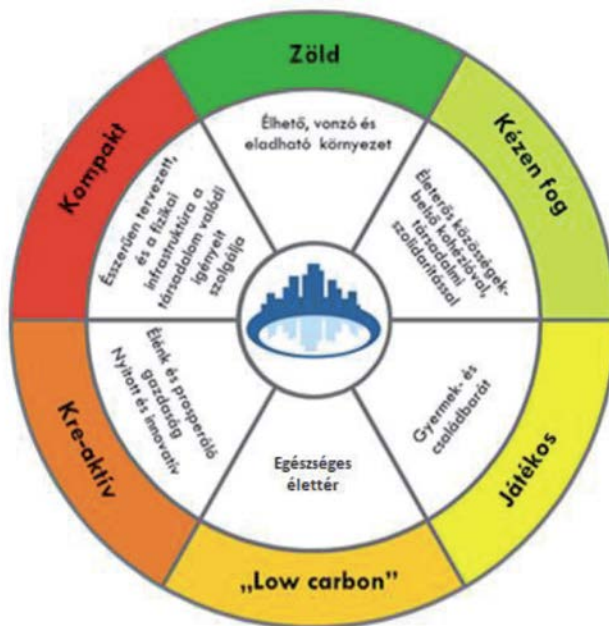 Zöld
Élhető, vonzó és
eladható környezet
Kézen fog
Életerős közösségek-
belső kohézióval,
társadalmi
szolidaritással
Játékos
Gyermek- és
családbarát
„Low carbon”
Egészséges
élettér
Kre-aktív
Élénk és prosperáló
gazdaság
Nyitott és innovatív
Kompakt
Ésszerűen tervezett,
és a fizikai
infrastruktúra a
társadalom valódi
igényeit
szolgálja